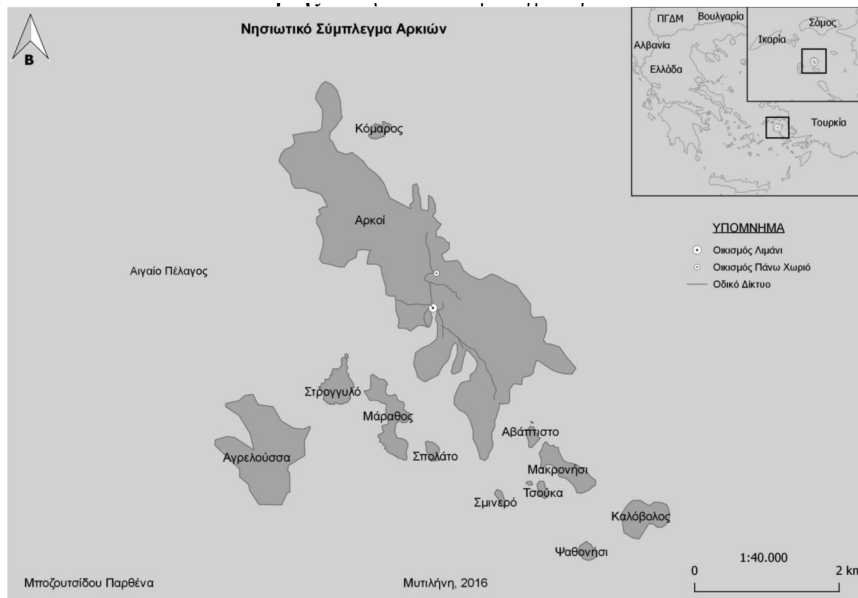 Νησιωτικό Σύμπλεγμα Αρκιών
Β
ΠΓΔΜ
Βουλγαρία
Αλβανία
Ελλάδα
Τουρκία
Σάμος
Ικαρία
Κόμαρος
Αρκοί
Αιγαίο Πέλαγος
ΥΠΟΜΝΗΜΑ
Οικισμός Λιμάνι
Οικισμός Πάνω Χωριό
Οδικό Δίκτυο
Στρογγυλό
Μάραθος
Αβάπτιστο
Αγρελούσσα
Σπολάτο
Μακρονήσι
Τσούκα
Σμινερό
Καλόβολος
Ψαθονήσι
1:40.000
0 2 km
Μποζουτσίδου Παρθένα
Μυτιλήνη, 2016